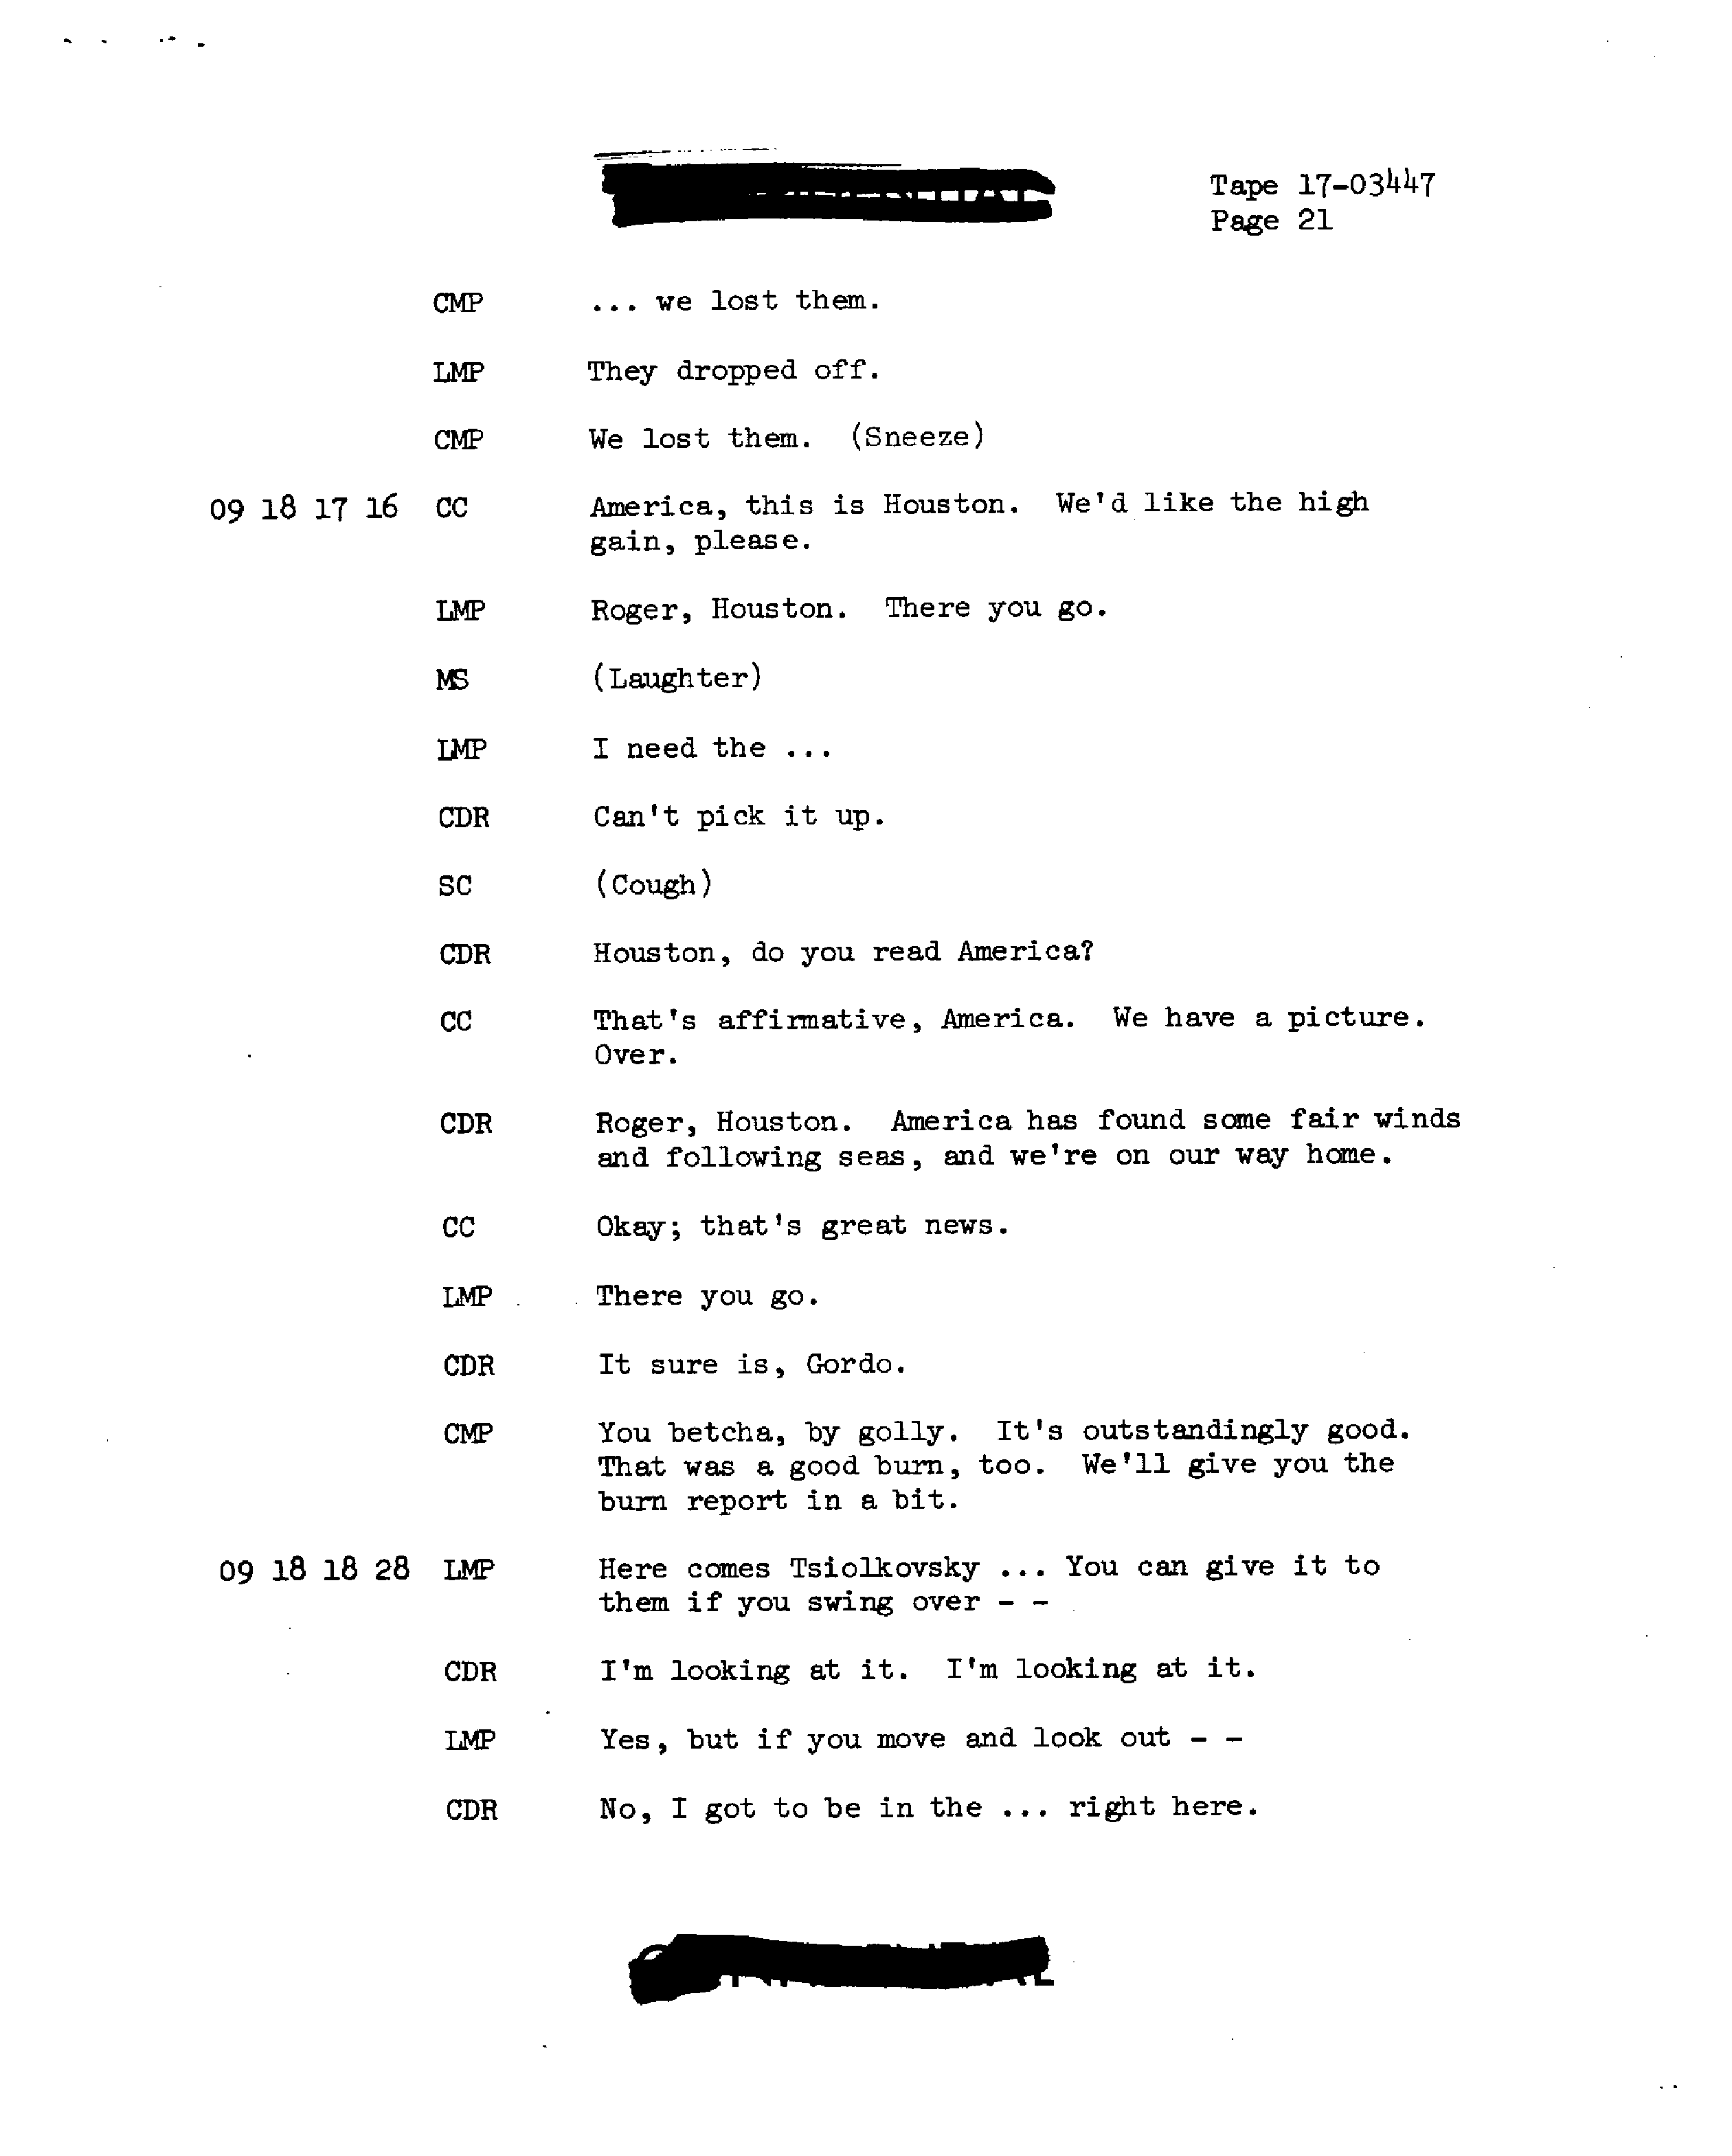 Tape 17-03447
Page 21
CMP ... we lost them.
LMP They dropped off.
CMP We lost them. (Sneeze)
09 18 17 16 CC America, this is Houston. We'd like the high
gain, please.
LMP Roger, Houston. There you go.
MS (Laughter)
LMP I need the ...
CDR Can't pick it up.
SC (Cough)
CDR Houston, do you read America?
CC That's affirmative, America. We have a picture.
Over.
CDR Roger, Houston. America has found some fair winds
and following seas, and we're on our way home.
CC Okay; that's great news.
LMP There you go.
CDR It sure is, Gordo.
CMP You betcha, by golly. It's outstandingly good.
That was a good burn, too. We'll give you the
burn report in a bit.
09 18 18 28 LMP Here comes Tsiolkovsky ... You can give it to
them if you swing over - -
CDR I'm looking at it. I'm looking at it.
LMP Yes, but if you move and look out - -
CDR No, I got to be in the ... right here.